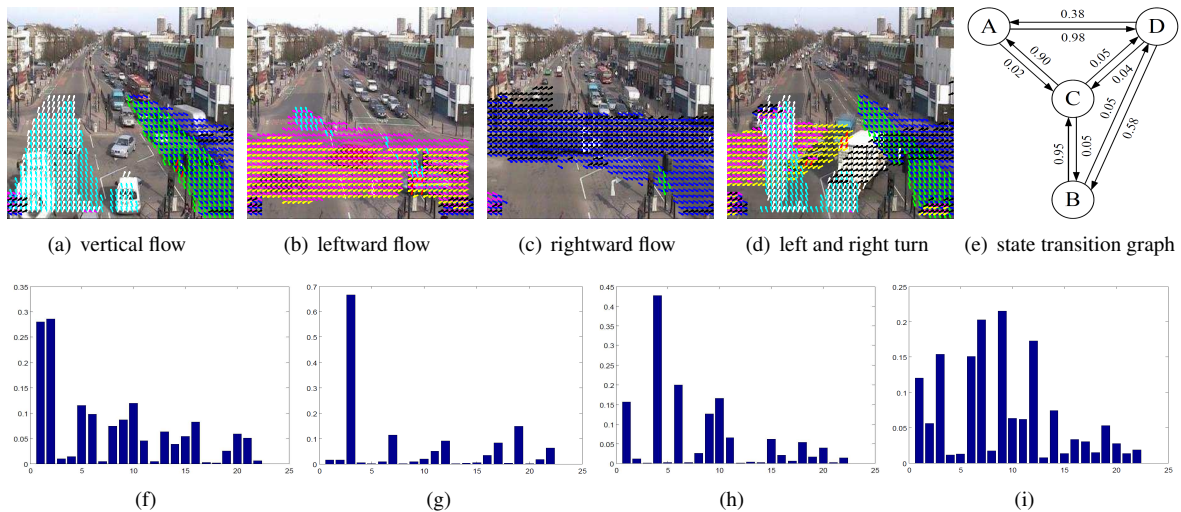 A
D
C
B
0.38
0.98
0.90
0.02
0.05
0.04
0.05
0.58
0.95
0.05
(a) vertical flow
(b) leftward flow
(c) rightward flow
(d) left and right turn
(e) state transition graph
0.35
0.3
0.25
0.2
0.15
0.1
0.05
0
0 5 10 15 20 25
(f)
0.7
0.6
0.5
0.4
0.3
0.2
0.1
0.0
0 5 10 15 20 25
(g)
0.45
0.4
0.35
0.3
0.25
0.2
0.15
0.1
0.05
0
0 5 10 15 20 25
(h)
0.25
0.2
0.15
0.1
0.05
0
0 5 10 15 20 25
(i)